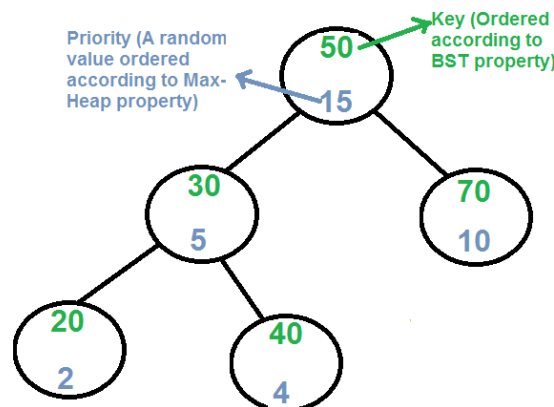 Priority (A random
value ordered
according to Max-
Heap property)
Key (Ordered
according to
BST property)
50
15
30
5
70
10
20
2
40
4